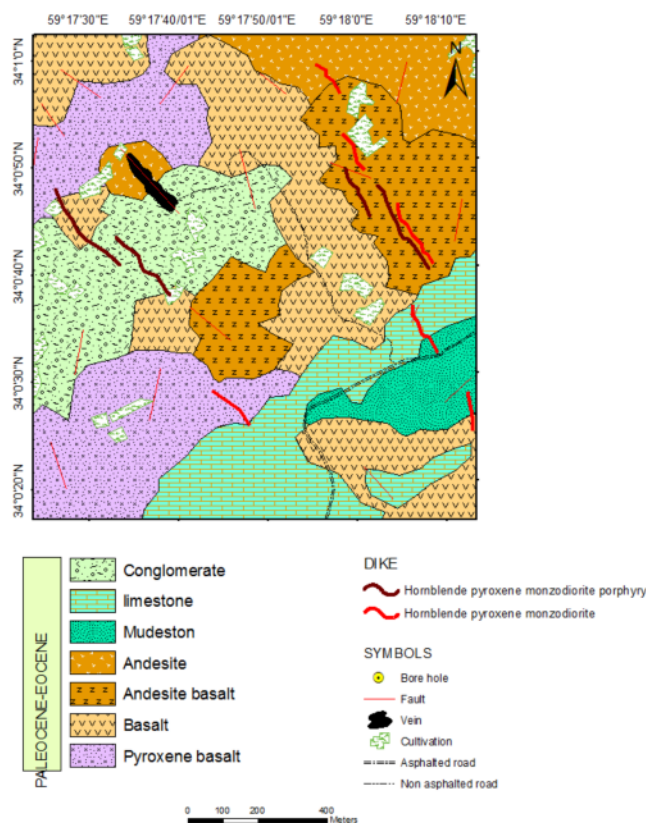 59°17'30"E 59°17'40/01"E 59°17'50/01"E 59°18'0"E 59°18'10"E
34°1'0"N
34°0'50"N
34°0'40"N
34°0'30"N
34°0'20"N
N
PALEOCENE-EOCENE
Conglomerate
limestone
Mudeston
Andesite
Andesite basalt
Basalt
Pyroxene basalt
DIKE
Hornblende pyroxene monzodiorite porphyry
Hornblende pyroxene monzodiorite
SYMBOLS
Bore hole
Fault
Vein
Cultivation
Asphalted road
Non asphalted road
0 100 200 400
Meters